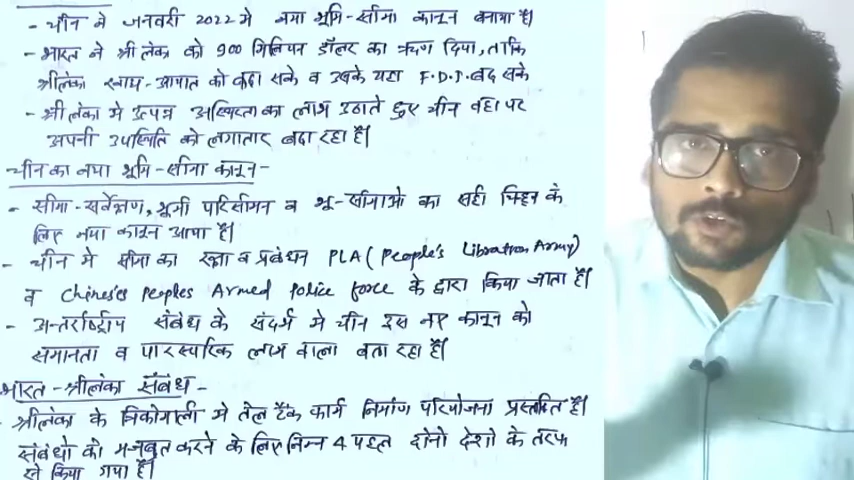 - चीन ने जनवरी 2022 मे नया भूमि-सीमा कानून बनाया है।
- भारत ने श्रीलंका को 900 मिलियन डॉलर का ऋण दिया, ताकि
श्रीलंका खाद्य-आयात को बढ़ा सके व उसके यहा F.D.I. बढ़ सके
- श्रीलंका मे उत्पन्न अस्थिरता का लाभ उठाते हुए चीन वहा पर
अपनी उपस्थिति को लगातार बढ़ा रहा है।
चीन का नया भूमि-सीमा कानून-
- सीमा-सर्वेक्षण, भूमी परिसीमन व भू-सीमाओ का सही चिह्न के
लिए नया कानून आया है।
- चीन मे सीमा का रक्षा व प्रबंधन PLA (People's Libration Army)
व Chinese's Peoples Armed Police force के द्वारा किया जाता है।
- अन्तर्राष्ट्रीय संबंध के संदर्भ मे चीन इस नए कानून को
समानता व पारस्परिक लाभ वाला बता रहा है।
भारत-श्रीलंका संबंध-
- श्रीलंका के त्रिकोमाली मे तेल टैंक फार्म निर्माण परियोजना प्रस्तावित है।
संबंधो को मजबूत करने के लिए निम्न 4 पहल दोनो देशो के तरफ
से किया गया है।